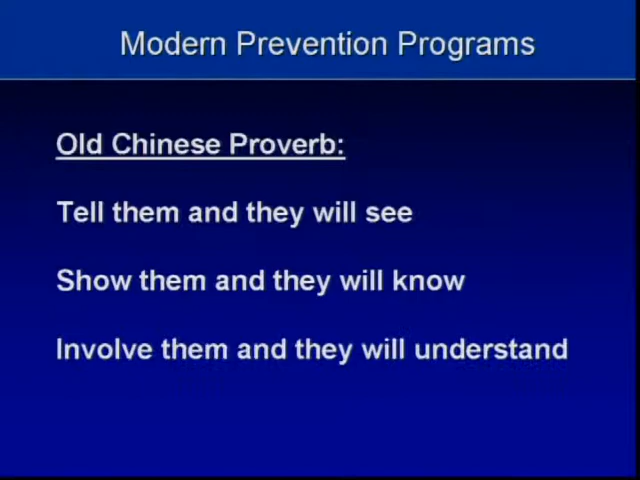 Modern Prevention Programs
Old Chinese Proverb:
Tell them and they will see
Show them and they will know
Involve them and they will understand